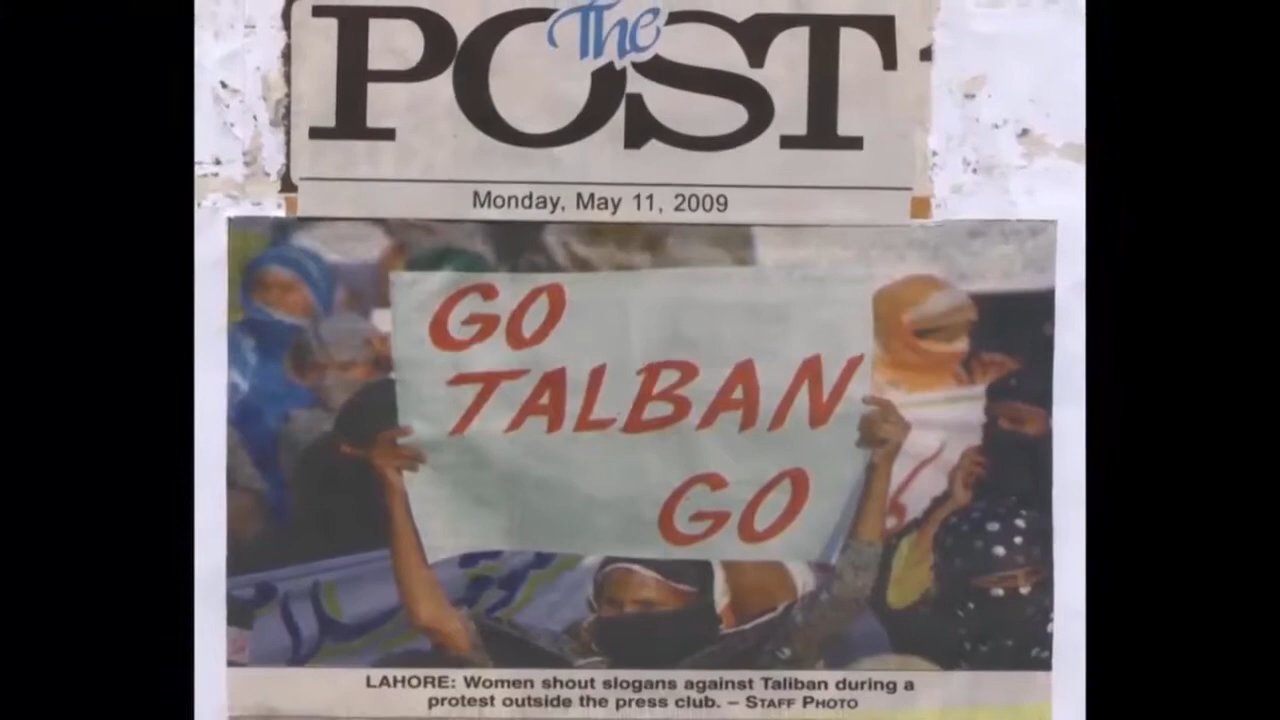 The
POST
Monday, May 11, 2009
GO
TALBAN
GO
LAHORE: Women shout slogans against Taliban during a
protest outside the press club. – STAFF PHOTO